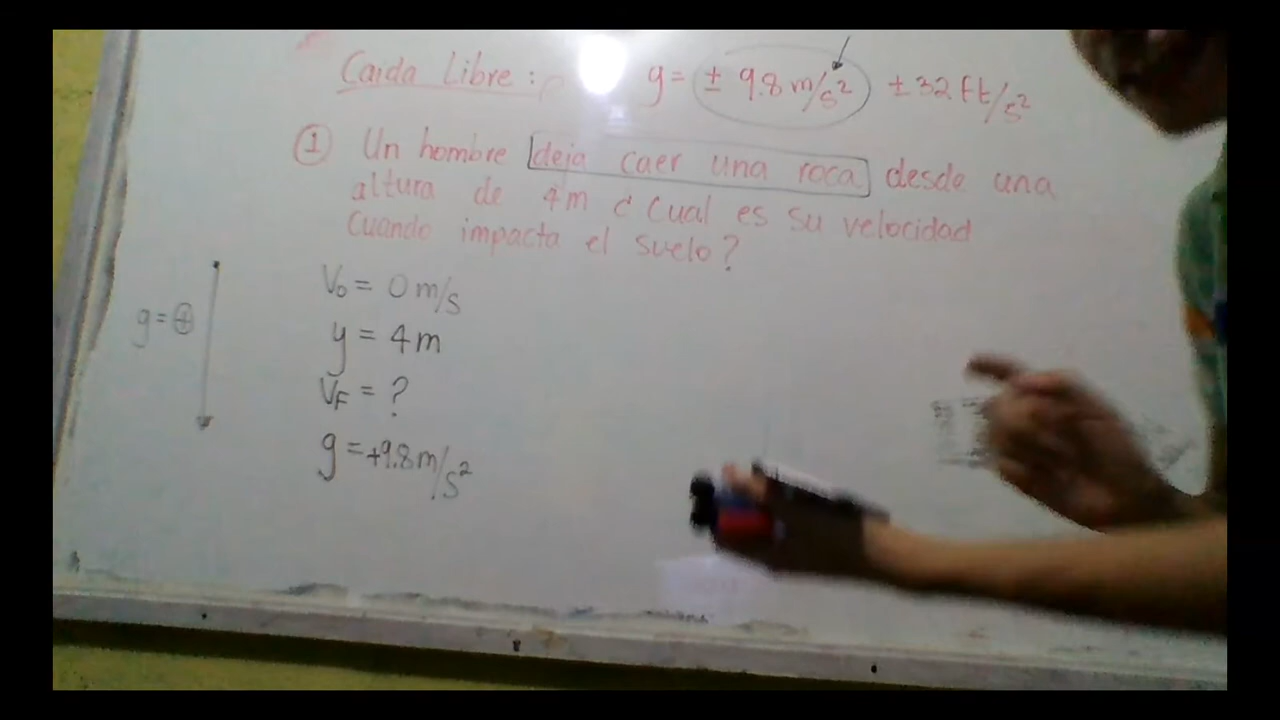 Caida Libre: g= ± 9.8 m/s² ± 32 ft/s²
① Un hombre deja caer una roca desde una
altura de 4m ¿Cual es su velocidad
Cuando impacta el suelo?
V₀ = 0 m/s
g = ⊕
y = 4m
VF = ?
g = +9.8 m/s²